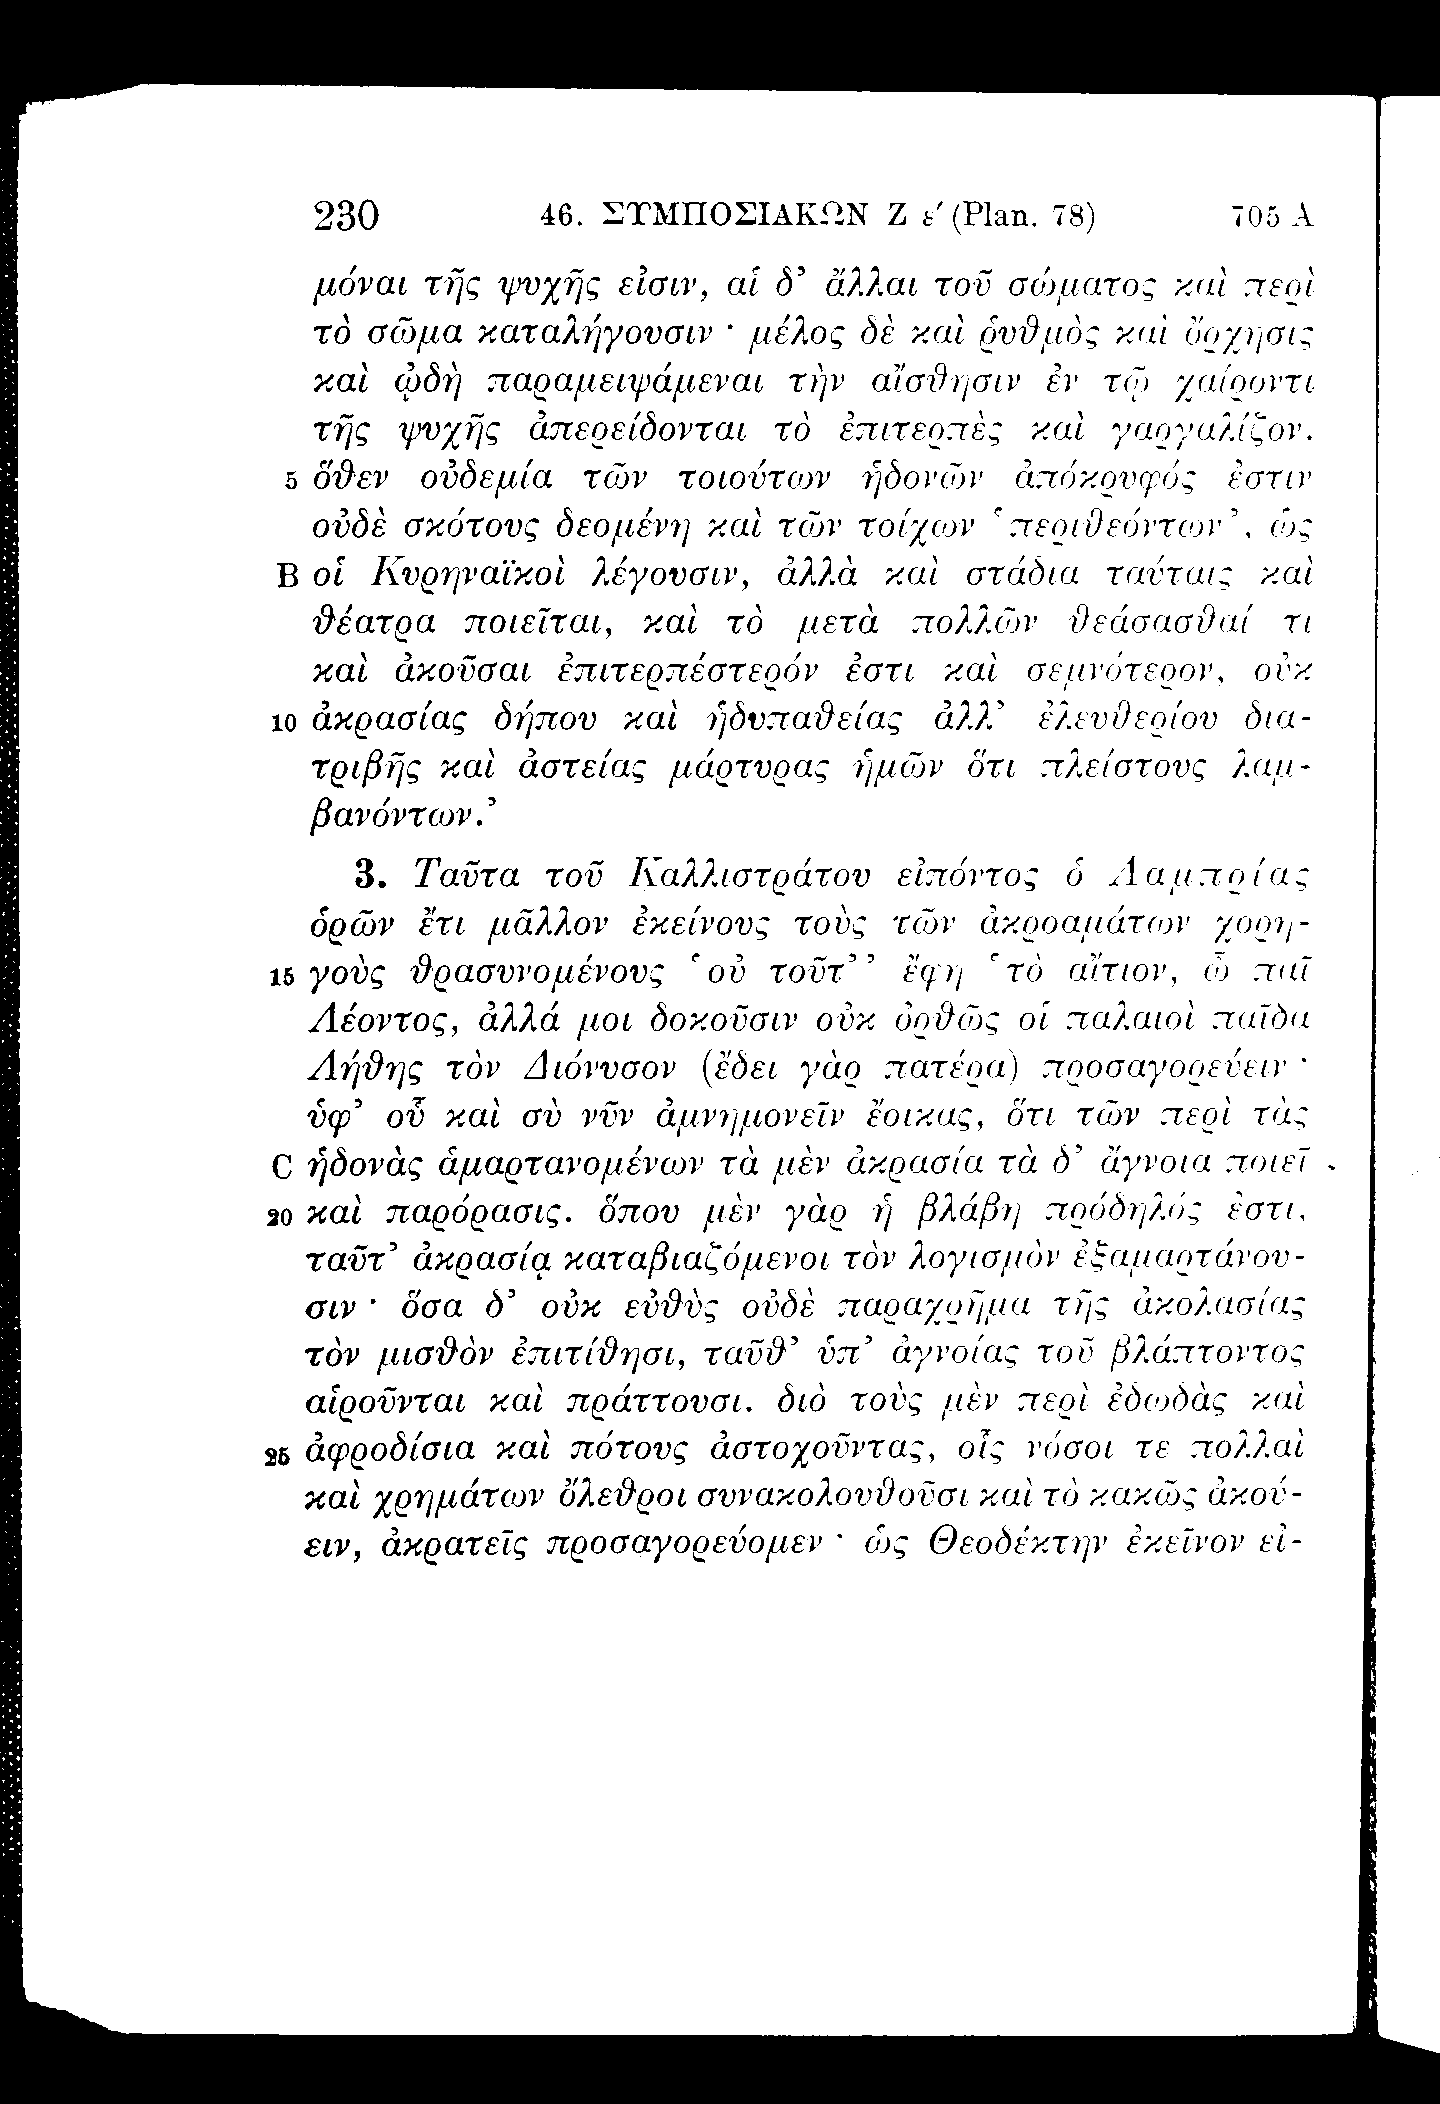 230 46. ΣΥΜΠΟΣΙΑΚΩΝ Ζ ε′ (Plan. 78) 705 A
μόναι τῆς ψυχῆς εἰσιν, αἱ δ’ ἄλλαι τοῦ σώματος καὶ περὶ
τὸ σῶμα καταλήγουσιν · μέλος δὲ καὶ ῥυθμὸς καὶ ὄρχησις
καὶ ᾠδὴ παραμειψάμεναι τὴν αἴσθησιν ἐν τῷ χαίροντι
τῆς ψυχῆς ἀπερείδονται τὸ ἐπιτερπὲς καὶ γαργαλίζον.
5 ὅθεν οὐδεμία τῶν τοιούτων ἡδονῶν ἀπόκρυφός ἐστιν
οὐδὲ σκότους δεομένη καὶ τῶν τοίχων ‘περιθεόντων’, ὡς
B οἱ Κυρηναϊκοὶ λέγουσιν, ἀλλὰ καὶ στάδια ταύταις καὶ
θέατρα ποιεῖται, καὶ τὸ μετὰ πολλῶν θεάσασθαί τι
καὶ ἀκοῦσαι ἐπιτερπέστερόν ἐστι καὶ σεμνότερον, οὐκ
10 ἀκρασίας δήπου καὶ ἡδυπαθείας ἀλλ’ ἐλευθερίου δια-
τριβῆς καὶ ἀστείας μάρτυρας ἡμῶν ὅτι πλείστους λαμ-
βανόντων.’
3. Ταῦτα τοῦ Καλλιστράτου εἰπόντος ὁ Λαμπρίας
ὁρῶν ἔτι μᾶλλον ἐκείνους τοὺς τῶν ἀκροαμάτων χορη-
15 γοὺς θρασυνομένους ‘οὐ τοῦτ’’ ἔφη ‘τὸ αἴτιον, ὦ παῖ
Λέοντος, ἀλλά μοι δοκοῦσιν οὐκ ὀρθῶς οἱ παλαιοὶ παῖδα
Λήθης τὸν Διόνυσον (ἔδει γὰρ πατέρα) προσαγορεύειν ·
ὑφ’ οὗ καὶ σὺ νῦν ἀμνημονεῖν ἔοικας, ὅτι τῶν περὶ τὰς
C ἡδονὰς ἁμαρτανομένων τὰ μὲν ἀκρασία τὰ δ’ ἄγνοια ποιεῖ
20 καὶ παρόρασις. ὅπου μὲν γὰρ ἡ βλάβη πρόδηλός ἐστι,
ταῦτ’ ἀκρασίᾳ καταβιαζόμενοι τὸν λογισμὸν ἐξαμαρτάνου-
σιν · ὅσα δ’ οὐκ εὐθὺς οὐδὲ παραχρῆμα τῆς ἀκολασίας
τὸν μισθὸν ἐπιτίθησι, ταῦθ’ ὑπ’ ἀγνοίας τοῦ βλάπτοντος
αἱροῦνται καὶ πράττουσι. διὸ τοὺς μὲν περὶ ἐδωδὰς καὶ
25 ἀφροδίσια καὶ πότους ἀστοχοῦντας, οἷς νόσοι τε πολλαὶ
καὶ χρημάτων ὄλεθροι συνακολουθοῦσι καὶ τὸ κακῶς ἀκού-
ειν, ἀκρατεῖς προσαγορεύομεν · ὡς Θεοδέκτην ἐκεῖνον εἰ-